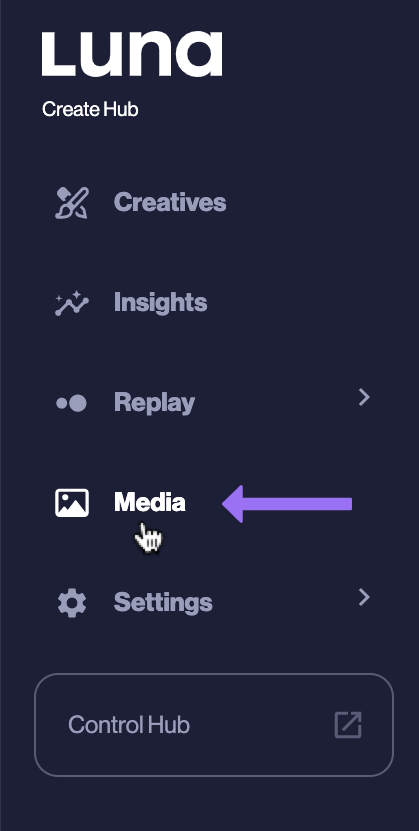 Luna
Create Hub
Creatives
Insights
Replay
Media
Settings
Control Hub